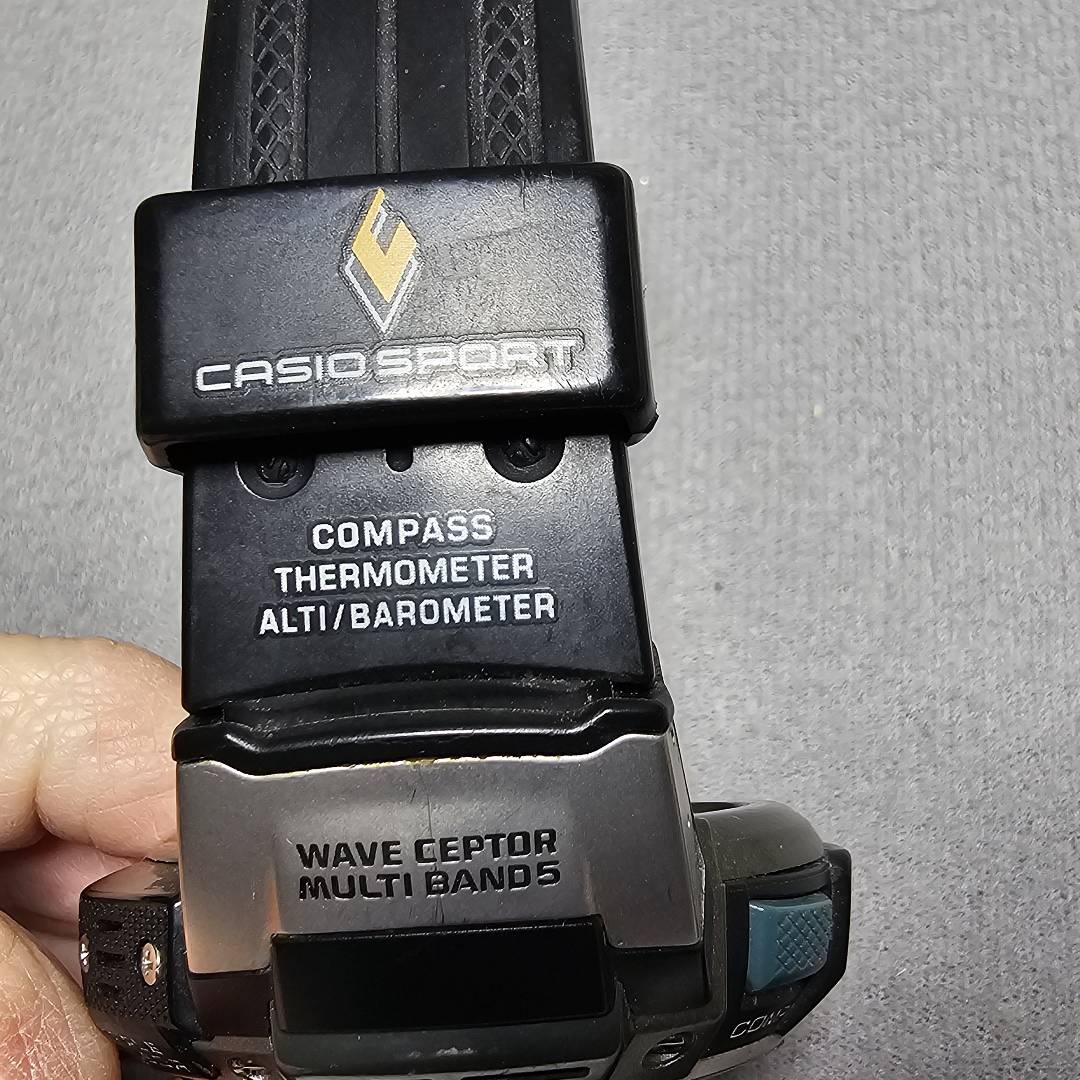 CASIO SPORT
COMPASS
THERMOMETER
ALTI/BAROMETER
WAVE CEPTOR
MULTI BAND 5